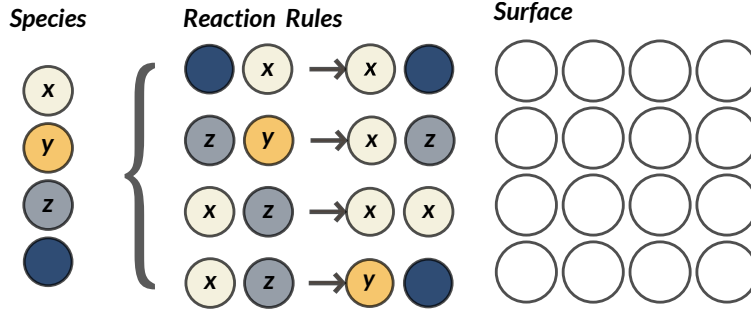 Species
Reaction Rules
Surface
x
y
z
x x
z y x z
x z x x
x z y